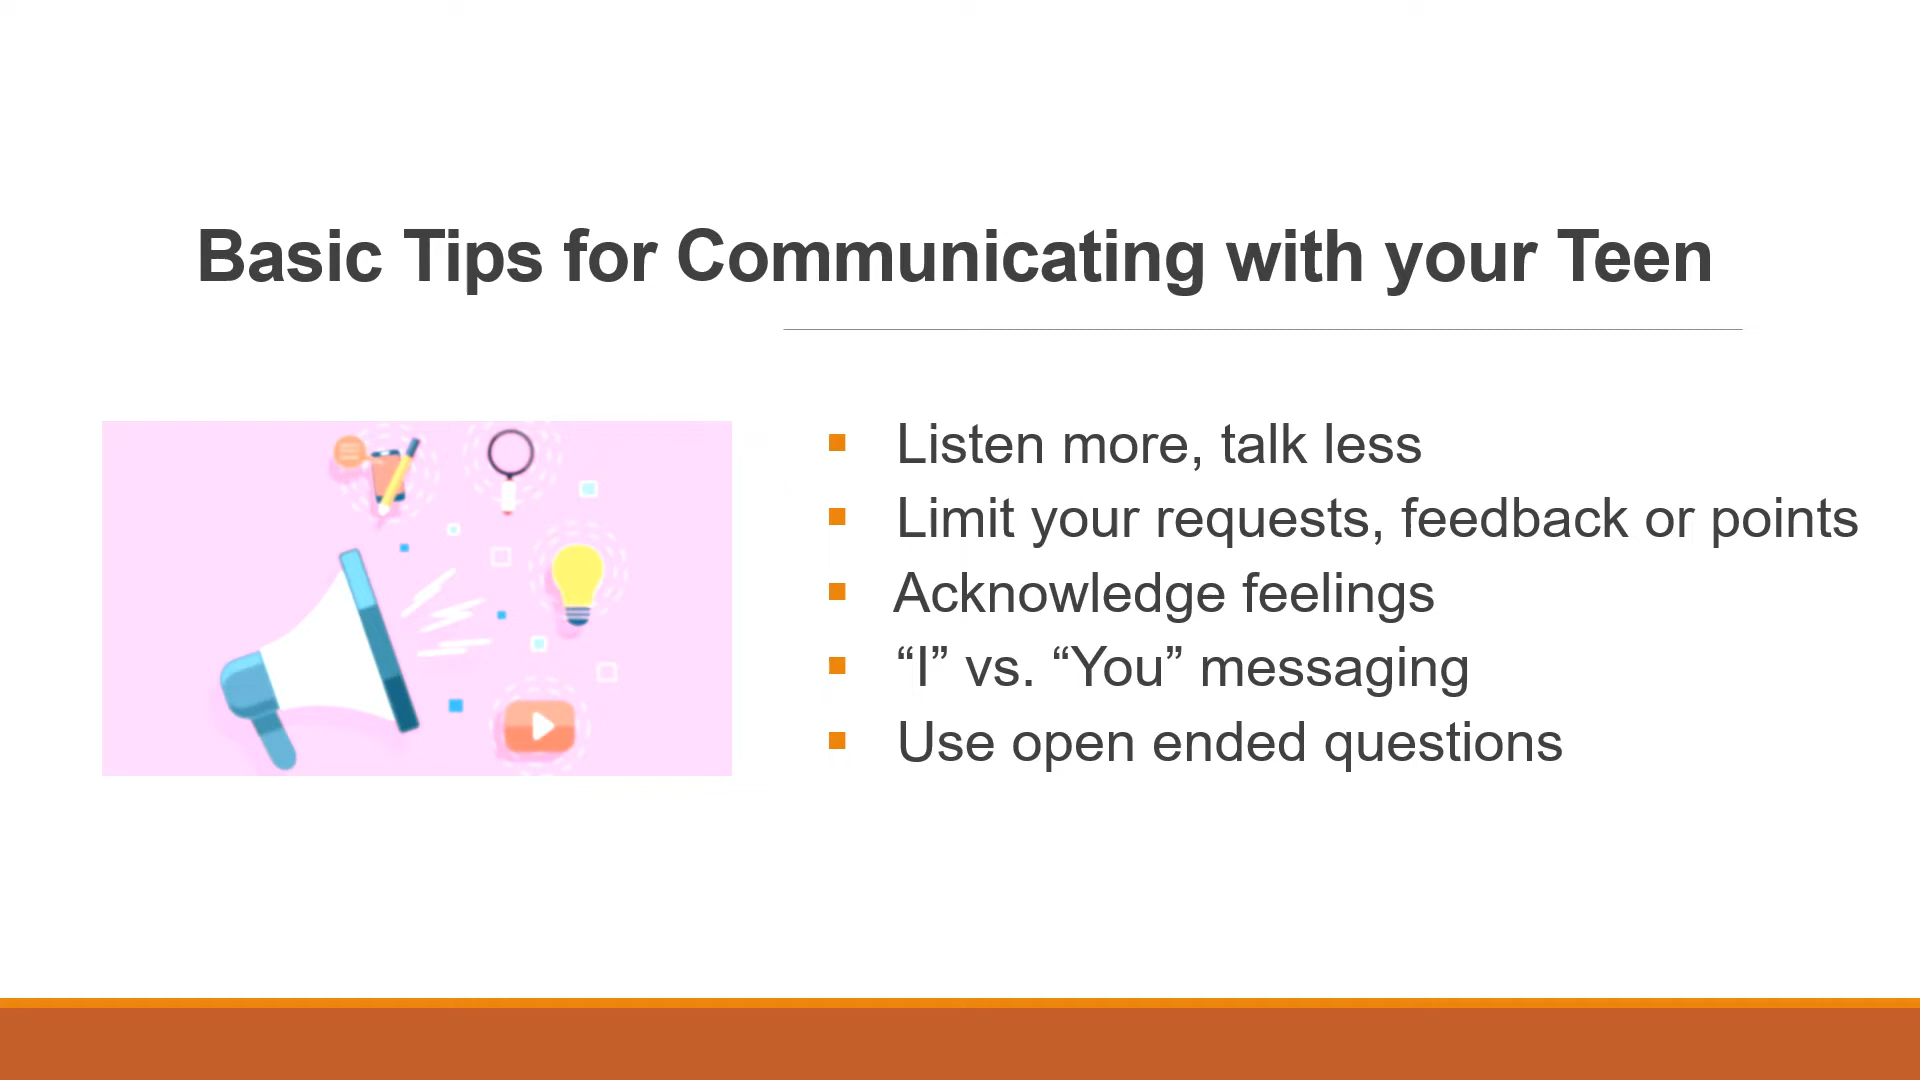 Basic Tips for Communicating with your Teen
Listen more, talk less
Limit your requests, feedback or points
Acknowledge feelings
“I” vs. “You” messaging
Use open ended questions